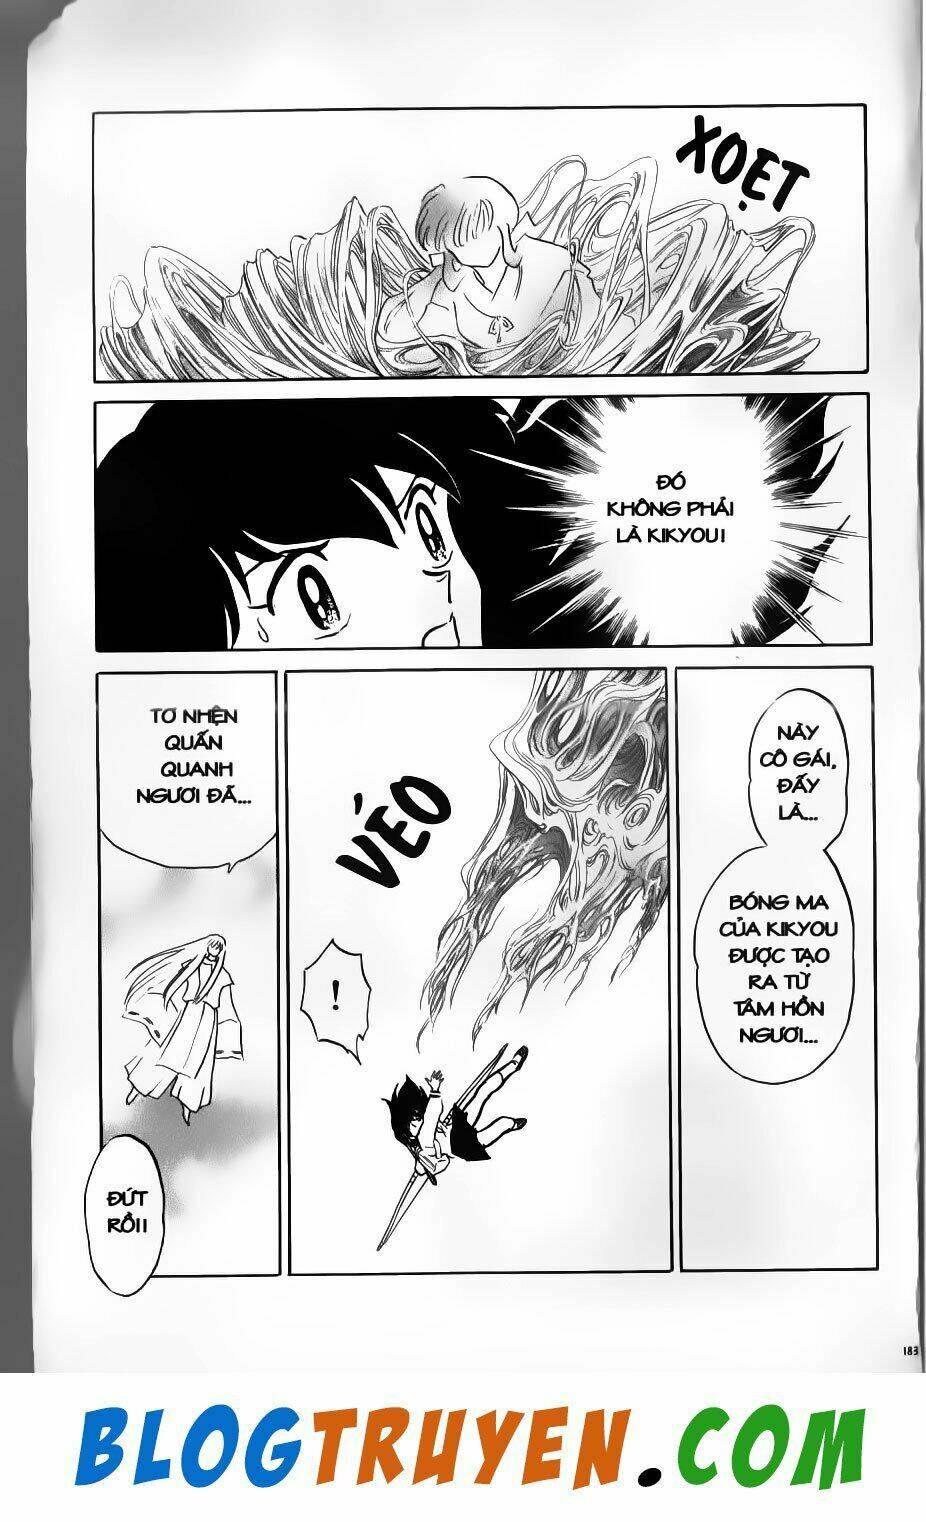 XOẸT
ĐÓ
KHÔNG PHẢI
LÀ KIKYOU!
NÀY
CÔ GÁI,
ĐẤY
LÀ...
BÓNG MA
CỦA KIKYOU
ĐƯỢC TẠO
RA TỪ
TÂM HỒN
NGƯƠI...
VÉO
!
TƠ NHỆN
QUẤN
QUANH
NGƯƠI ĐÃ...
ĐỨT
RỒI!
183
BLOGTRUYEN.COM